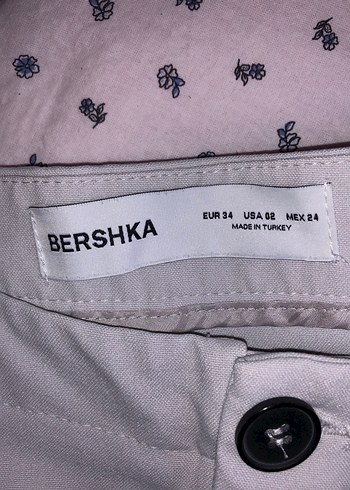 BERSHKA
EUR 34 USA 02 MEX 24
MADE IN TURKEY